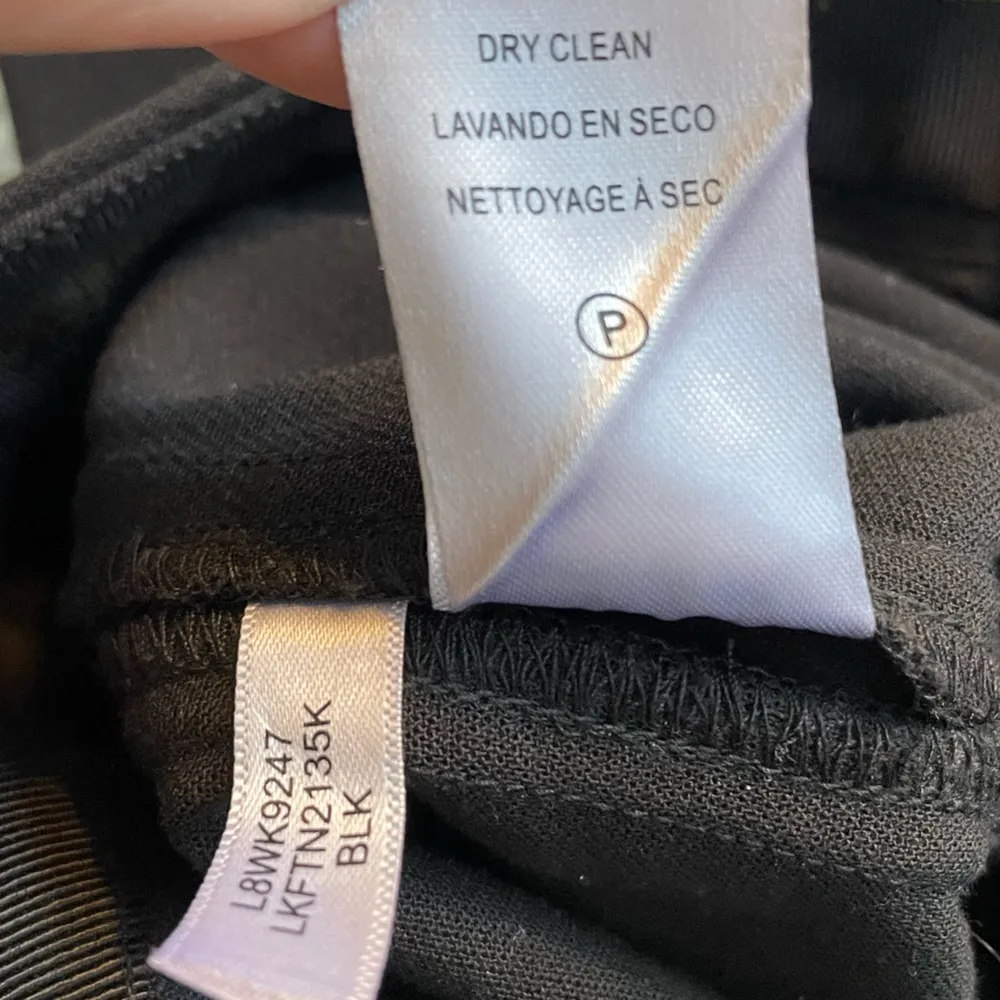 DRY CLEAN
LAVANDO EN SECO
NETTOYAGE À SEC
P
L8WK9247
LKFTN2135K
BLK